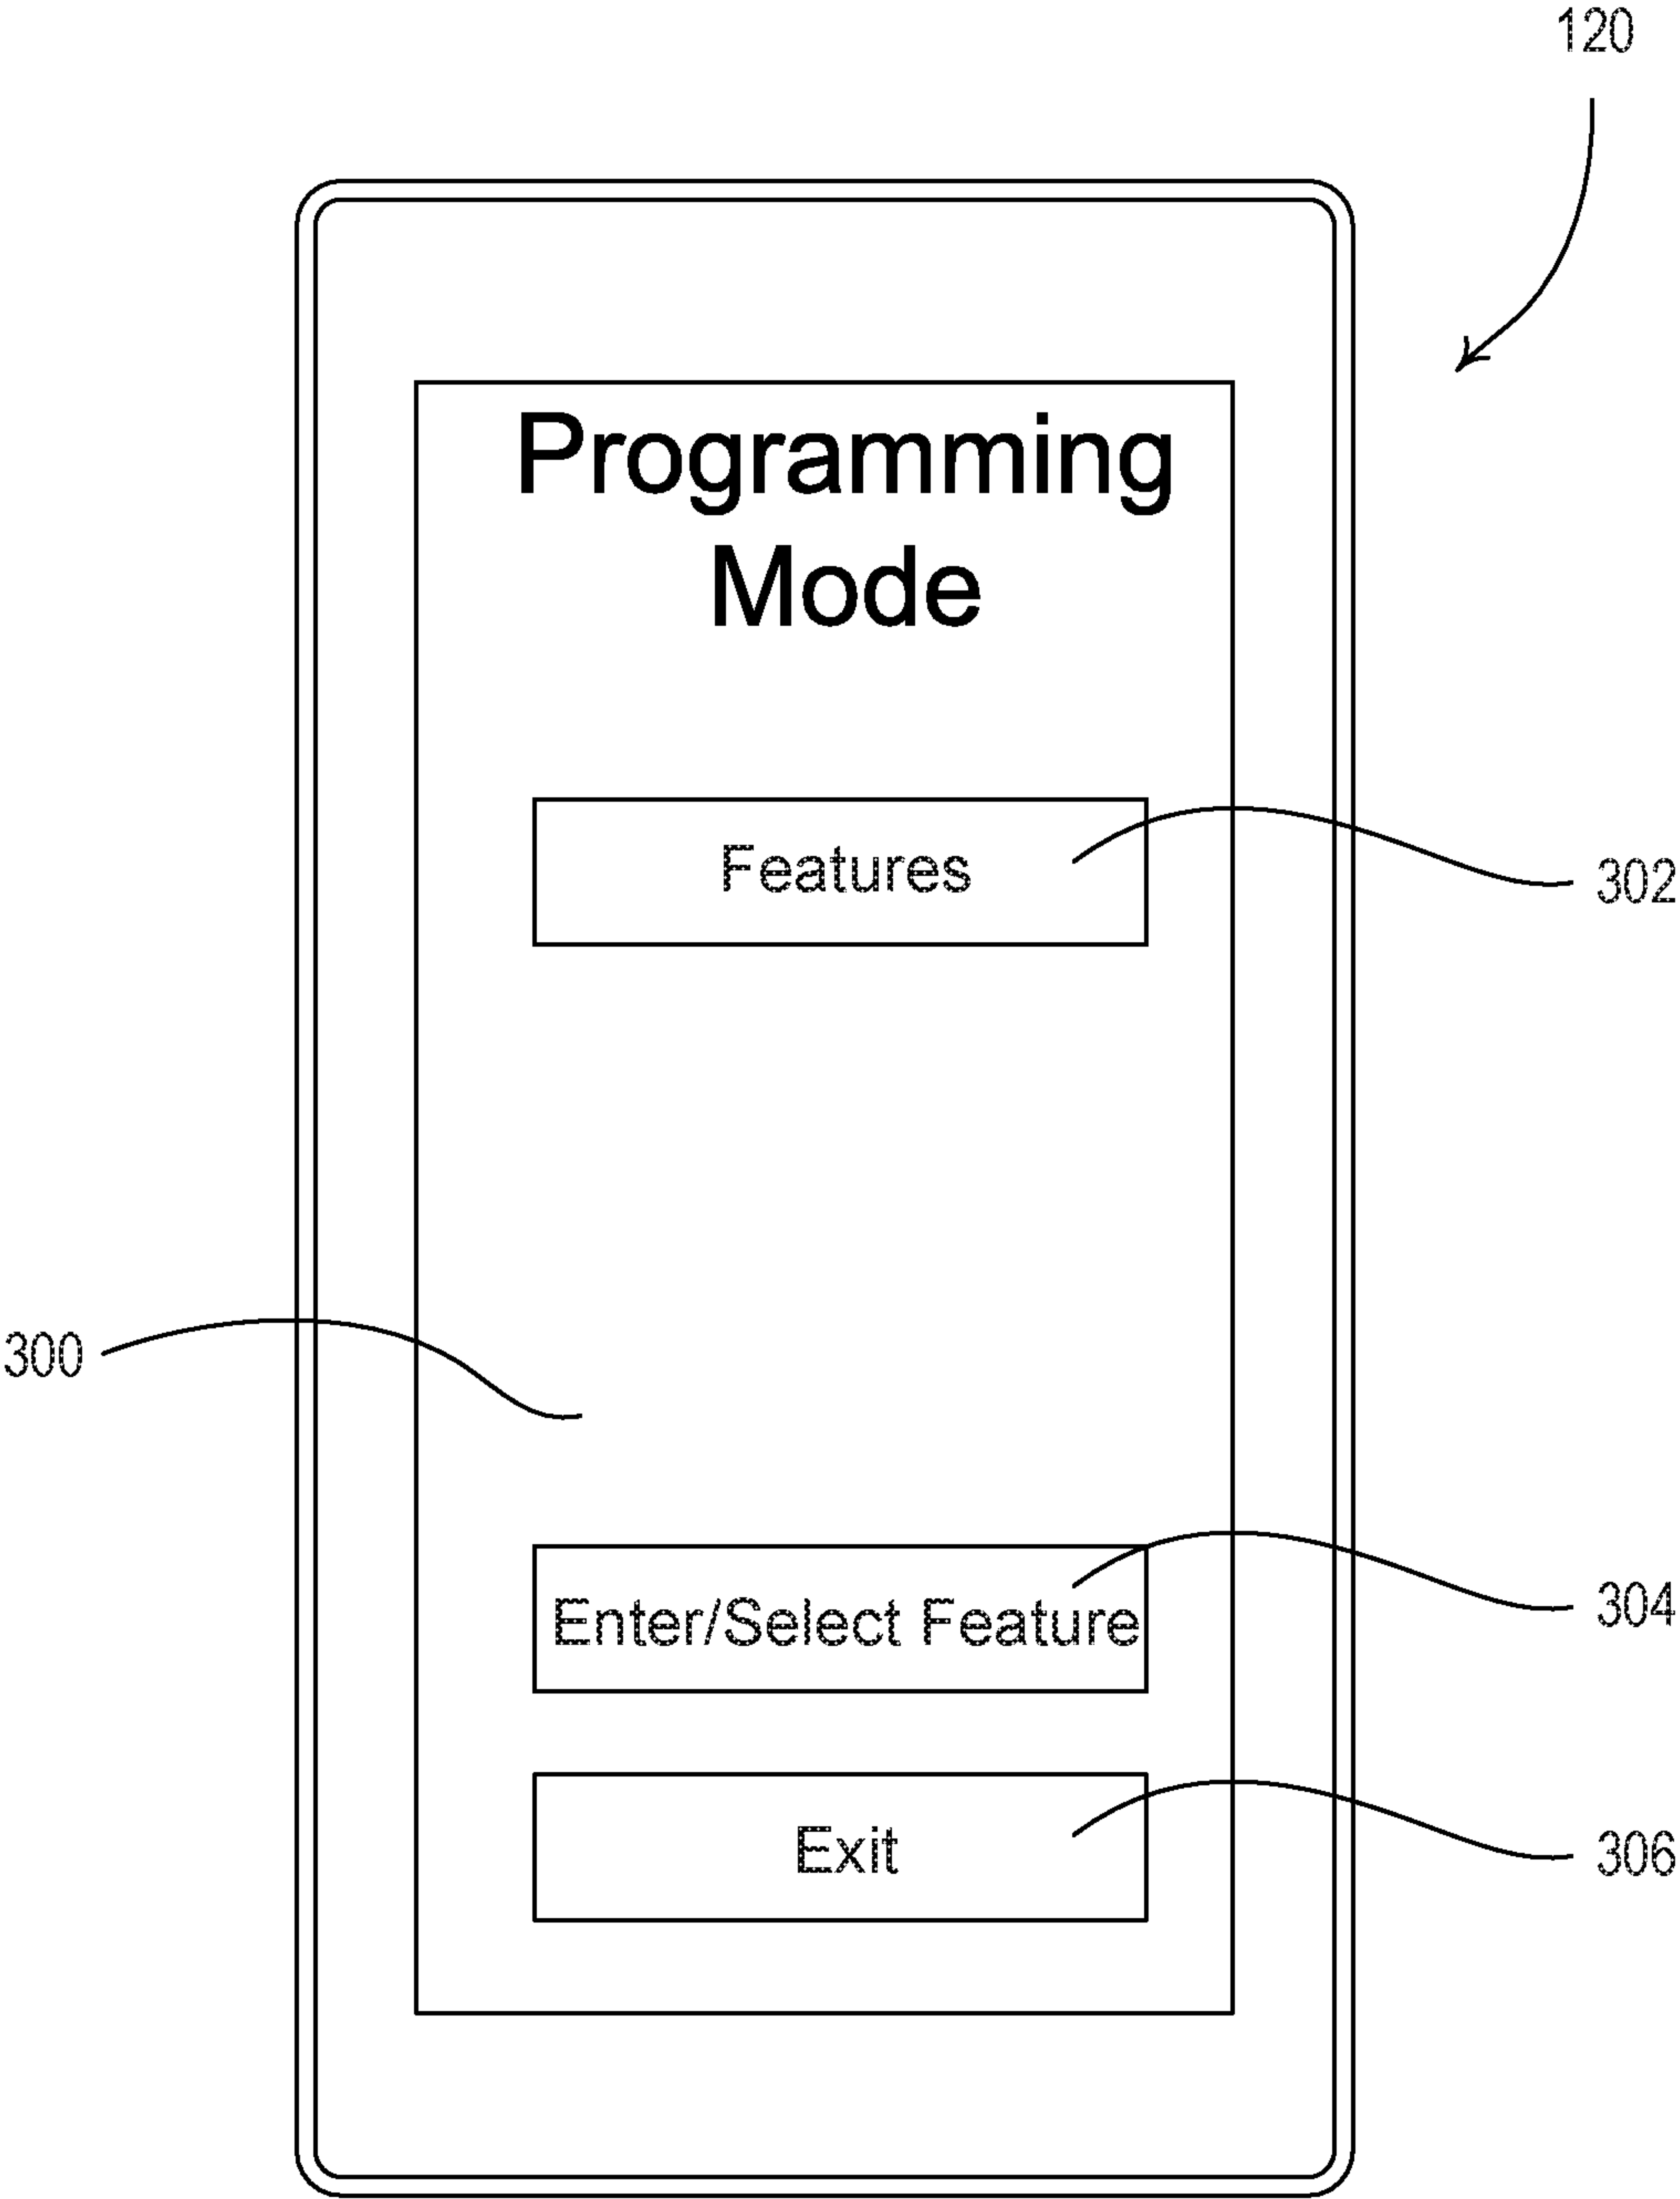 120
Programming
Mode
Features
302
300
Enter/Select Feature
304
Exit
306